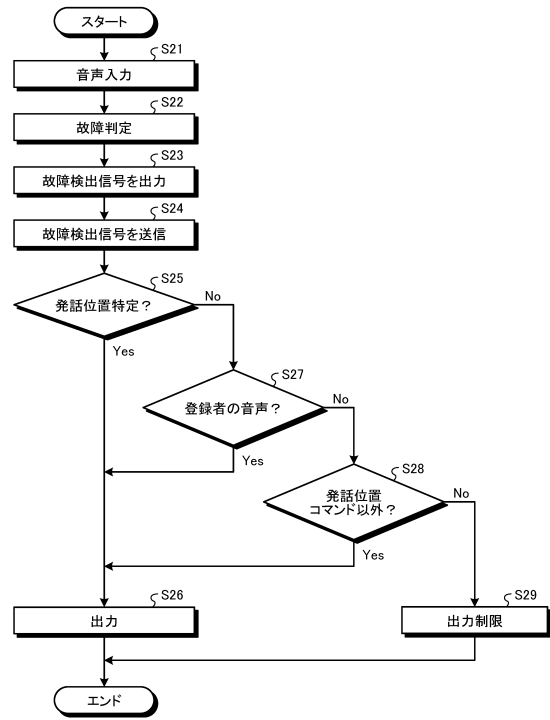 スタート
S21
音声入力
S22
故障判定
S23
故障検出信号を出力
S24
故障検出信号を送信
S25
発話位置特定？
No
Yes
S27
登録者の音声？
No
Yes
S28
発話位置
コマンド以外？
No
Yes
S26
出力
S29
出力制限
エンド